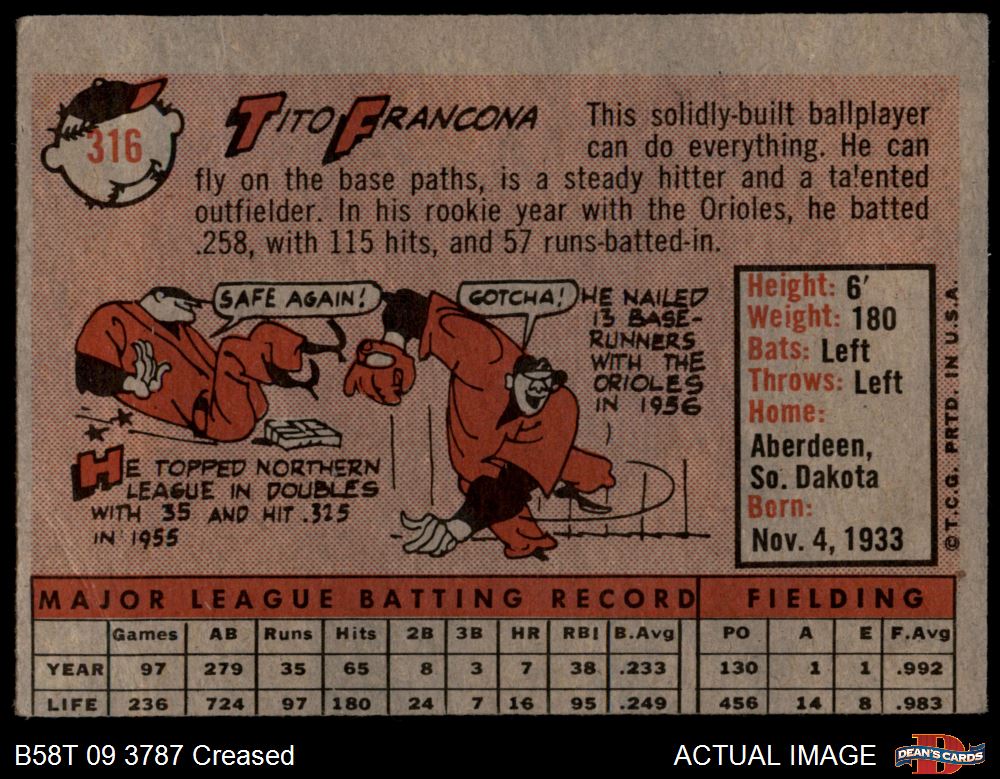 316
TITO FRANCONA
This solidly-built ballplayer
can do everything. He can
fly on the base paths, is a steady hitter and a ta!ented
outfielder. In his rookie year with the Orioles, he batted
.258, with 115 hits, and 57 runs-batted-in.
SAFE AGAIN!
HE TOPPED NORTHERN
LEAGUE IN DOUBLES
WITH 35 AND HIT .325
IN 1955
GOTCHA!
HE NAILED
13 BASE-
RUNNERS
WITH THE
ORIOLES
IN 1956
Height: 6'
Weight: 180
Bats: Left
Throws: Left
Home:
Aberdeen,
So. Dakota
Born:
Nov. 4, 1933
© T.C.G. PRTD. IN U.S.A.
MAJOR LEAGUE BATTING RECORD FIELDING
Games AB Runs Hits 2B 3B HR RBI B.Avg PO A E F.Avg
YEAR 97 279 35 65 8 3 7 38 .233 130 1 1 .992
LIFE 236 724 97 180 24 7 16 95 .249 456 14 8 .983
B58T 09 3787 Creased
ACTUAL IMAGE
DEAN'S CARDS